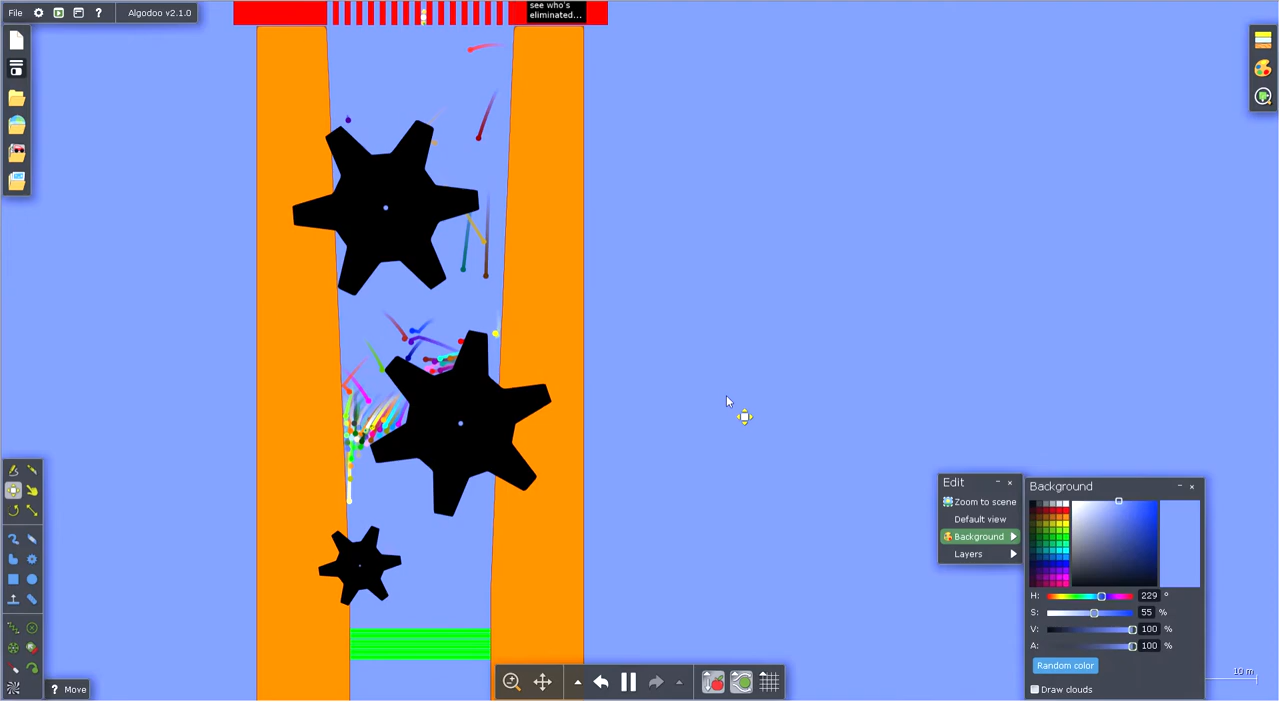 File
?
Algodoo v2.1.0
see who's
eliminated...
Edit
Zoom to scene
Default view
Background
Layers
Background
H: 229 °
S: 55 %
V: 100 %
A: 100 %
Random color
Draw clouds
10 m
? Move